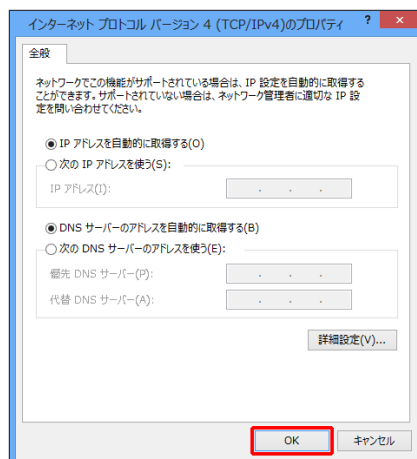 インターネット プロトコル バージョン 4 (TCP/IPv4)のプロパティ ? ×
全般
ネットワークでこの機能がサポートされている場合は、IP 設定を自動的に取得する
ことができます。サポートされていない場合は、ネットワーク管理者に適切な IP 設
定を問い合わせてください。
IP アドレスを自動的に取得する(O)
次の IP アドレスを使う(S):
IP アドレス(I):
DNS サーバーのアドレスを自動的に取得する(B)
次の DNS サーバーのアドレスを使う(E):
優先 DNS サーバー(P):
代替 DNS サーバー(A):
詳細設定(V)...
OK キャンセル